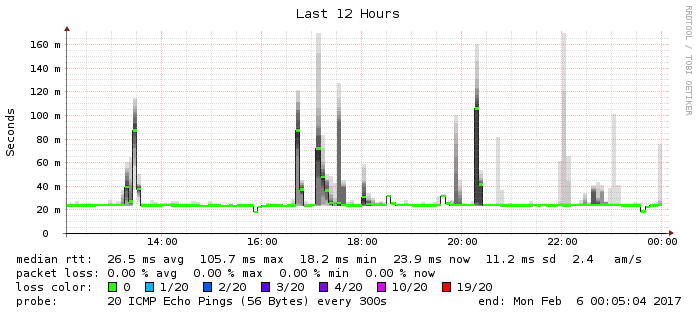 Last 12 Hours
RRDTOOL / TOBI OETIKER
Seconds
160 m
140 m
120 m
100 m
80 m
60 m
40 m
20 m
0
14:00 16:00 18:00 20:00 22:00 00:00
median rtt: 26.5 ms avg 105.7 ms max 18.2 ms min 23.9 ms now 11.2 ms sd 2.4 am/s
packet loss: 0.00 % avg 0.00 % max 0.00 % min 0.00 % now
loss color: 0 1/20 2/20 3/20 4/20 10/20 19/20
probe: 20 ICMP Echo Pings (56 Bytes) every 300s end: Mon Feb 6 00:05:04 2017